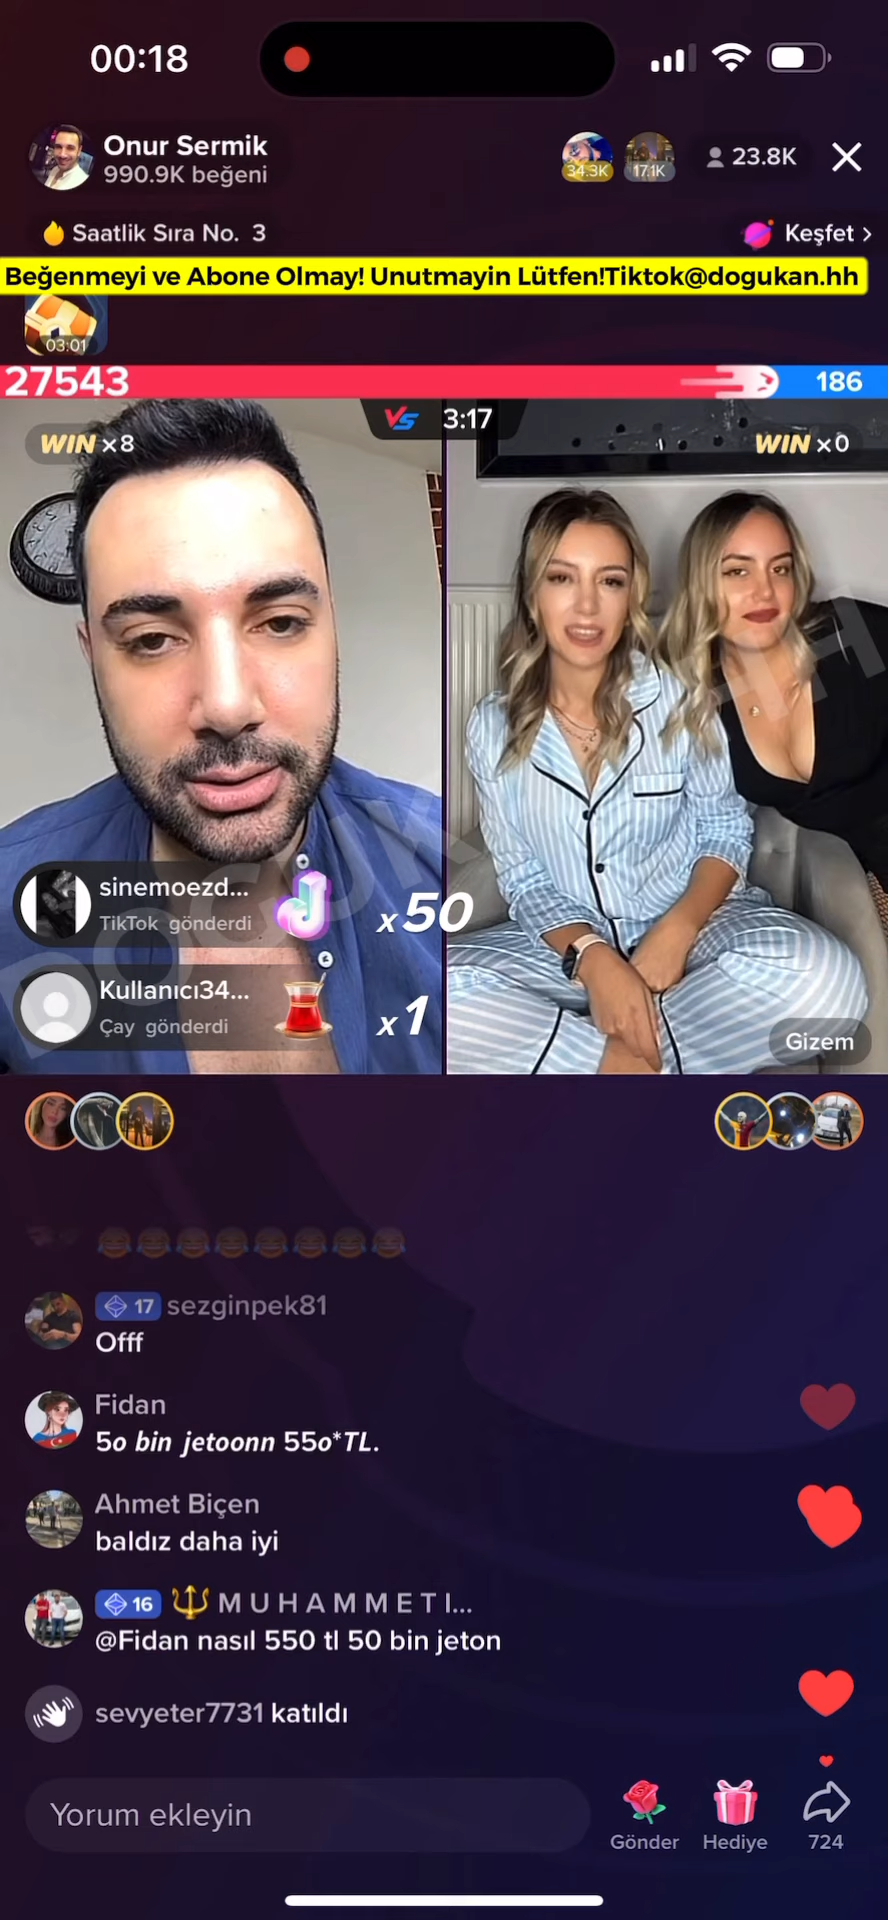 00:18
Onur Sermik
990.9K beğeni
34.3K
17.1K
23.8K
Saatlik Sıra No. 3
Keşfet >
Beğenmeyi ve Abone Olmay! Unutmayin Lütfen!Tiktok@dogukan.hh
03:01
27543
186
VS 3:17
WIN x8
WIN x0
sinemoezd...
TikTok gönderdi
x50
Kullanıcı34...
Çay gönderdi
x1
Gizem
17 sezginpek81
Offf
Fidan
5o bin jetoonn 55o*TL.
Ahmet Biçen
baldız daha iyi
16 M U H A M M E T I...
@Fidan nasıl 550 tl 50 bin jeton
sevyeter7731 katıldı
Yorum ekleyin
Gönder
Hediye
724